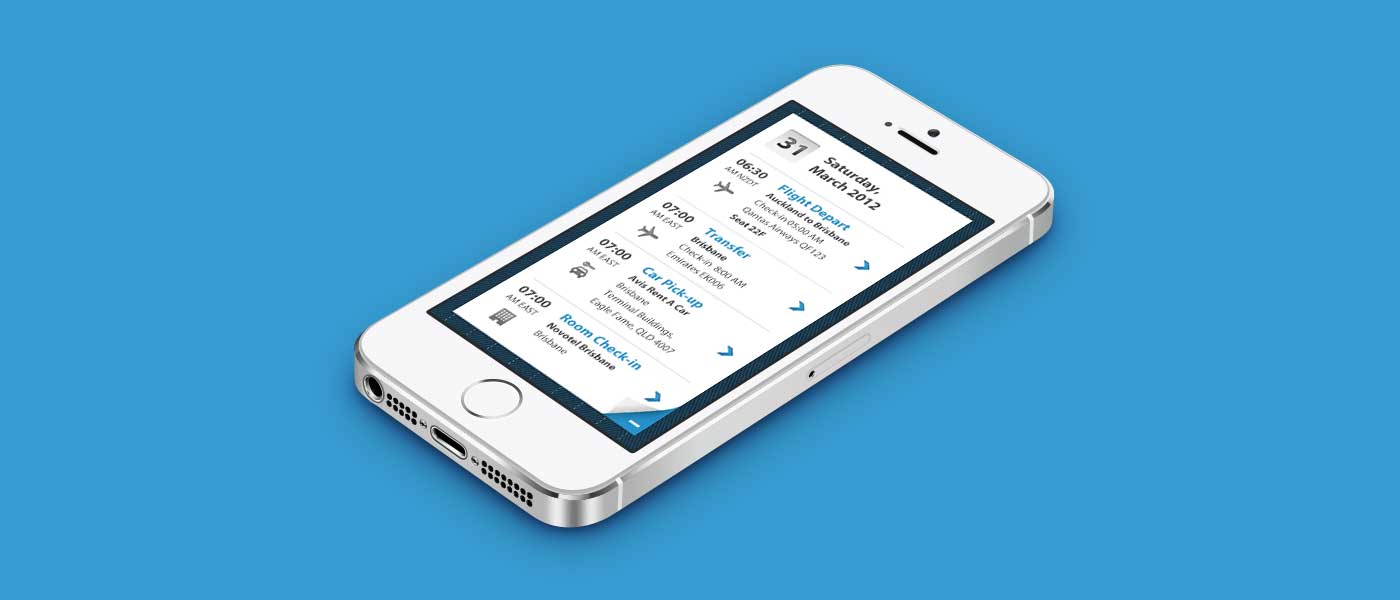 31
Saturday,
March 2012
06:30
AM NZDT
Flight Depart
Auckland to Brisbane
Check-in 05:00 AM
Qantas Airways QF123
Seat 22F
07:00
AM EAST
Transfer
Brisbane
Check-in 8:00 AM
Emirates EK006
07:00
AM EAST
Car Pick-up
Avis Rent A Car
Brisbane
Terminal Buildings,
Eagle Fame, QLD 4007
07:00
AM EAST
Room Check-in
Novotel Brisbane
Brisbane